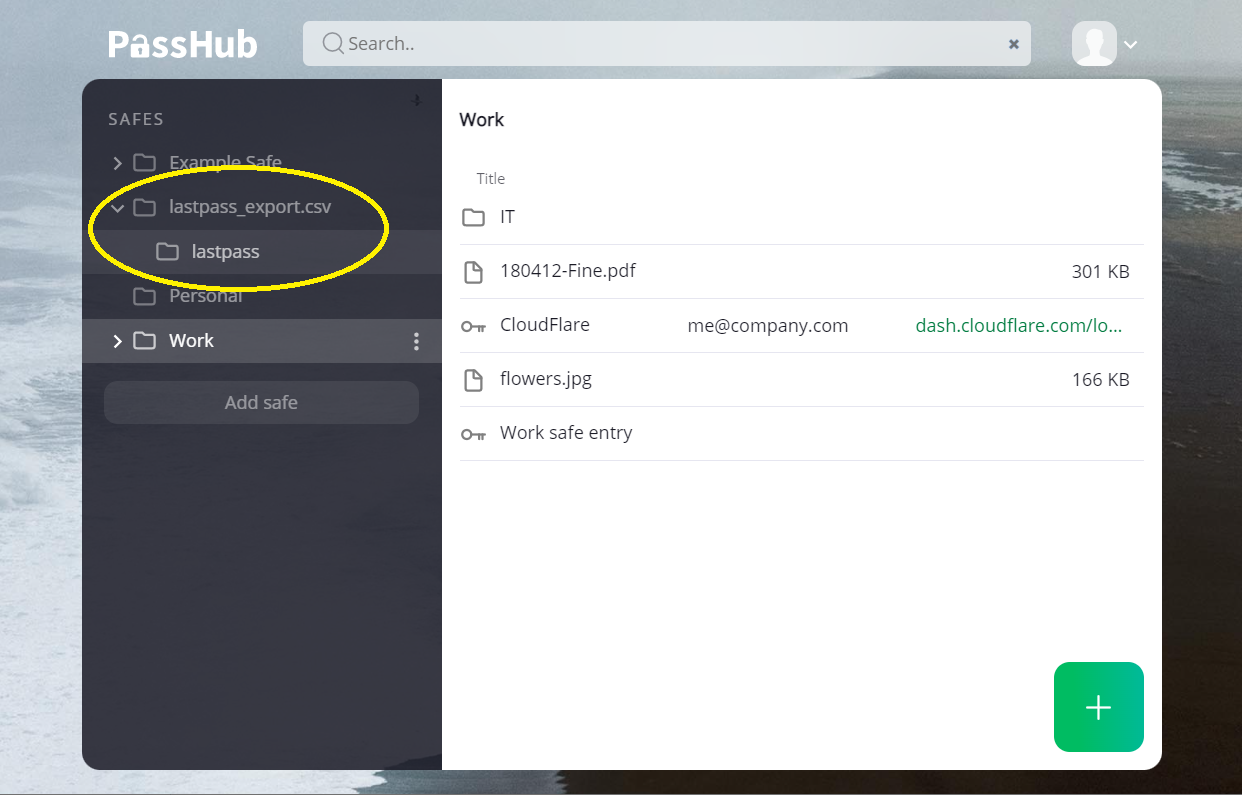 PassHub
Search..
SAFES
Example Safe
lastpass_export.csv
lastpass
Personal
Work
Add safe
Work
Title
IT
180412-Fine.pdf 301 KB
CloudFlare me@company.com dash.cloudflare.com/lo...
flowers.jpg 166 KB
Work safe entry